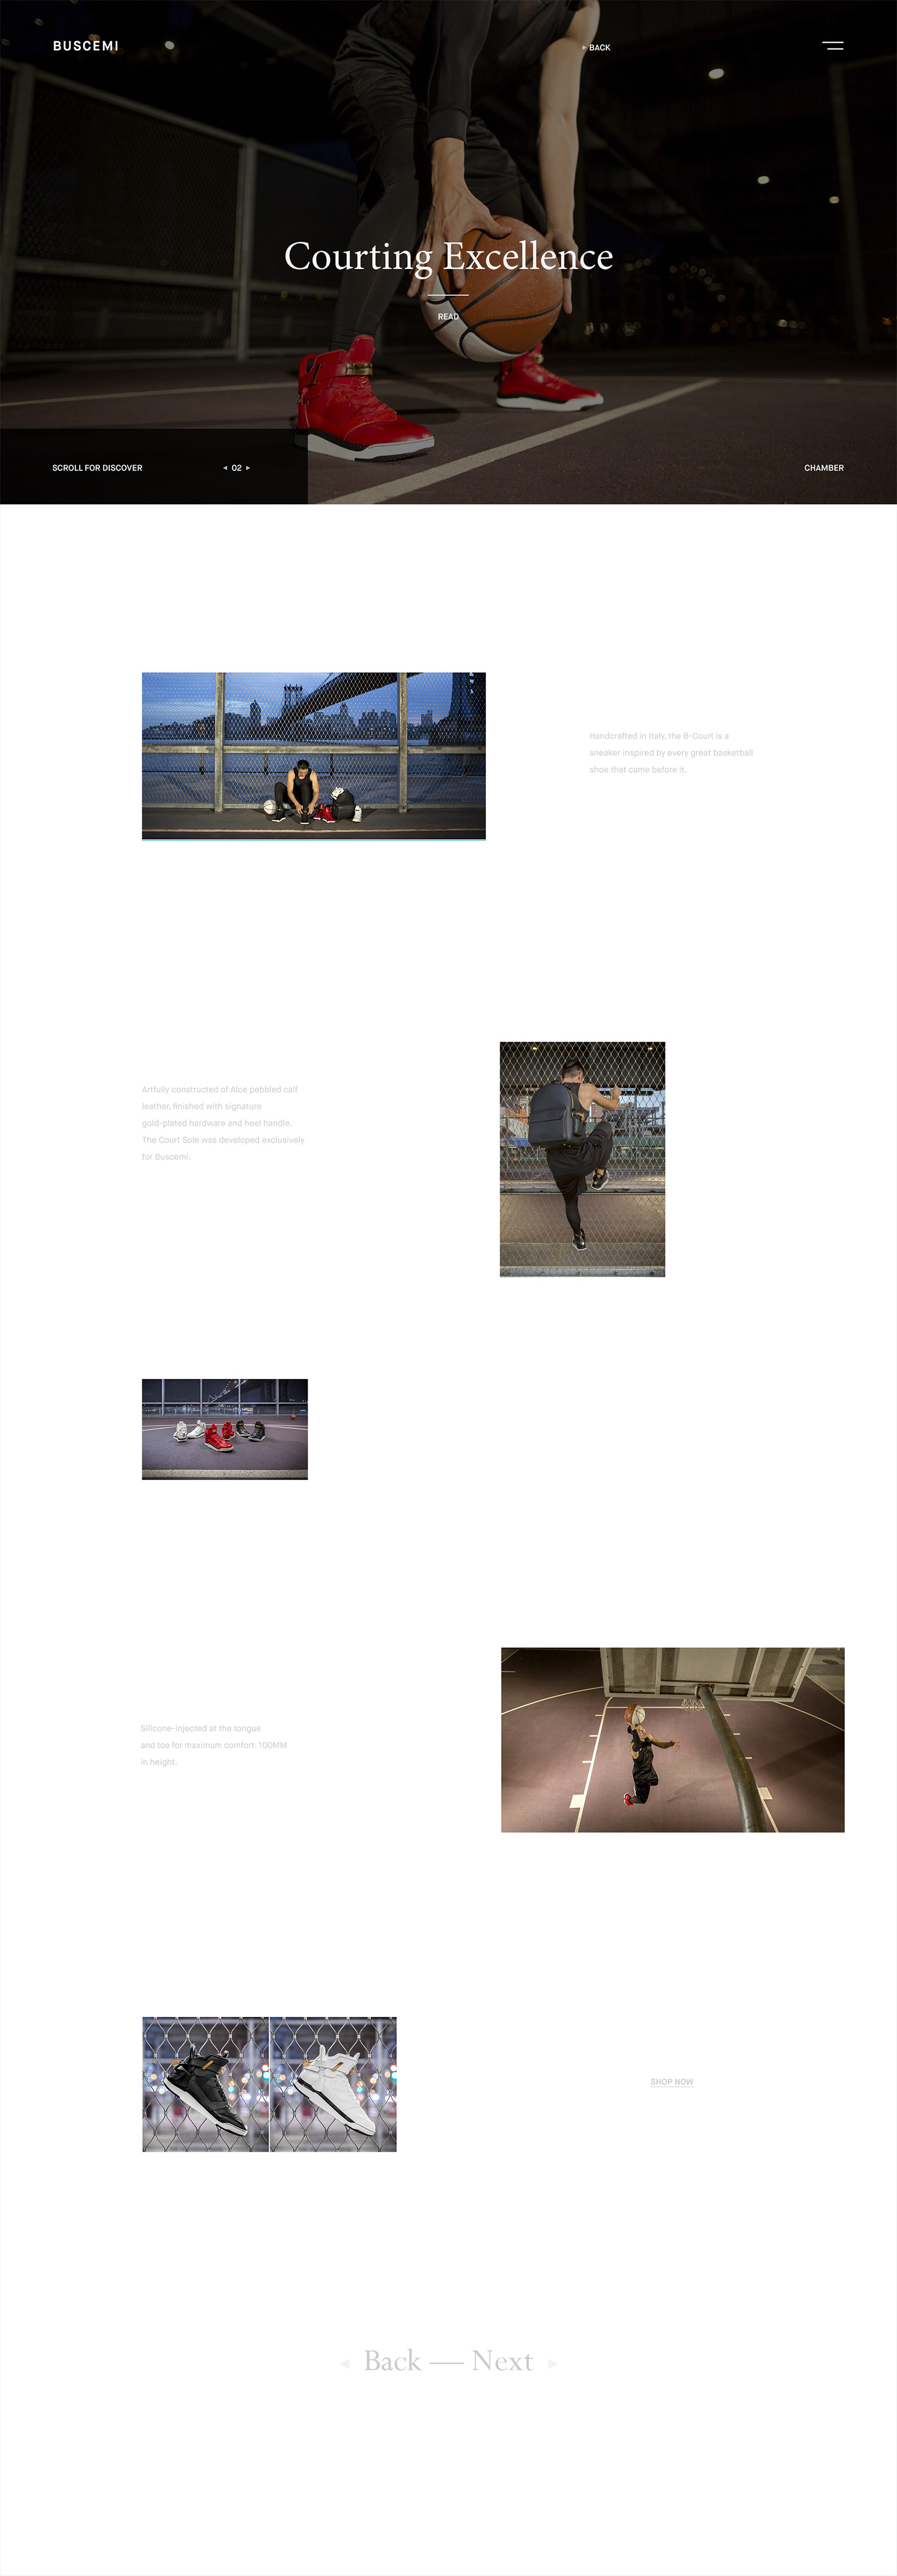 BUSCEMI
BACK
Courting Excellence
READ
SCROLL FOR DISCOVER
02
CHAMBER
Handcrafted in Italy, the B-Court is a
sneaker inspired by every great basketball
shoe that came before it.
Artfully constructed of Alce pebbled calf
leather, finished with signature
gold-plated hardware and heel handle.
The Court Sole was developed exclusively
for Buscemi.
Silicone-injected at the tongue
and toe for maximum comfort. 100MM
in height.
SHOP NOW
Back — Next